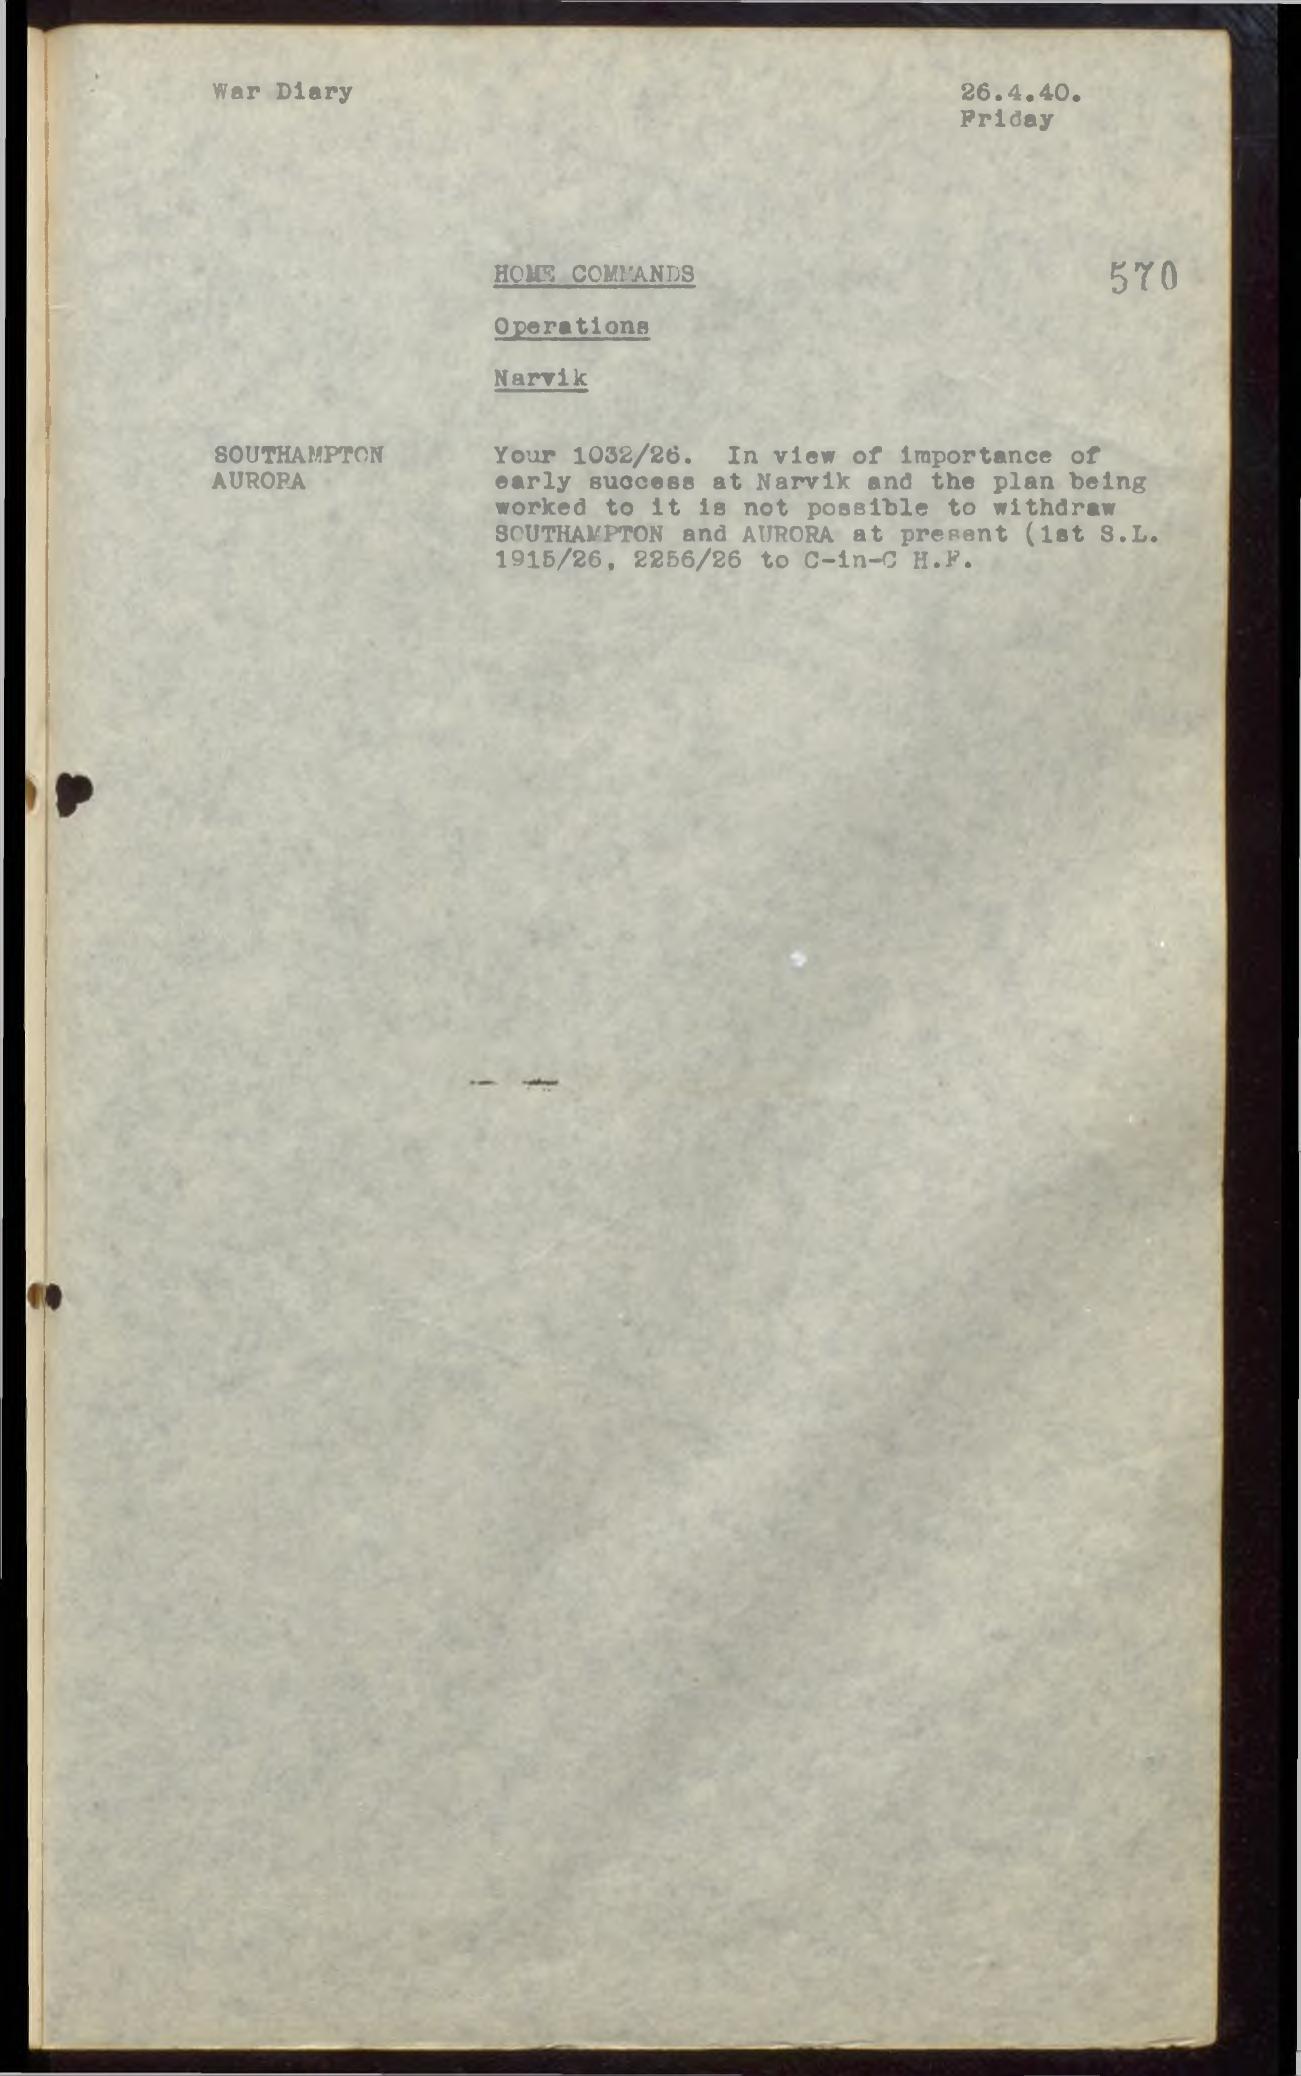 War Diary
26.4.40.
Friday
HOME COMMANDS
570
Operations
Narvik
SOUTHAMPTON
AURORA
Your 1032/26. In view of importance of
early success at Narvik and the plan being
worked to it is not possible to withdraw
SOUTHAMPTON and AURORA at present (1st S.L.
1915/26, 2256/26 to C-in-C H.F.